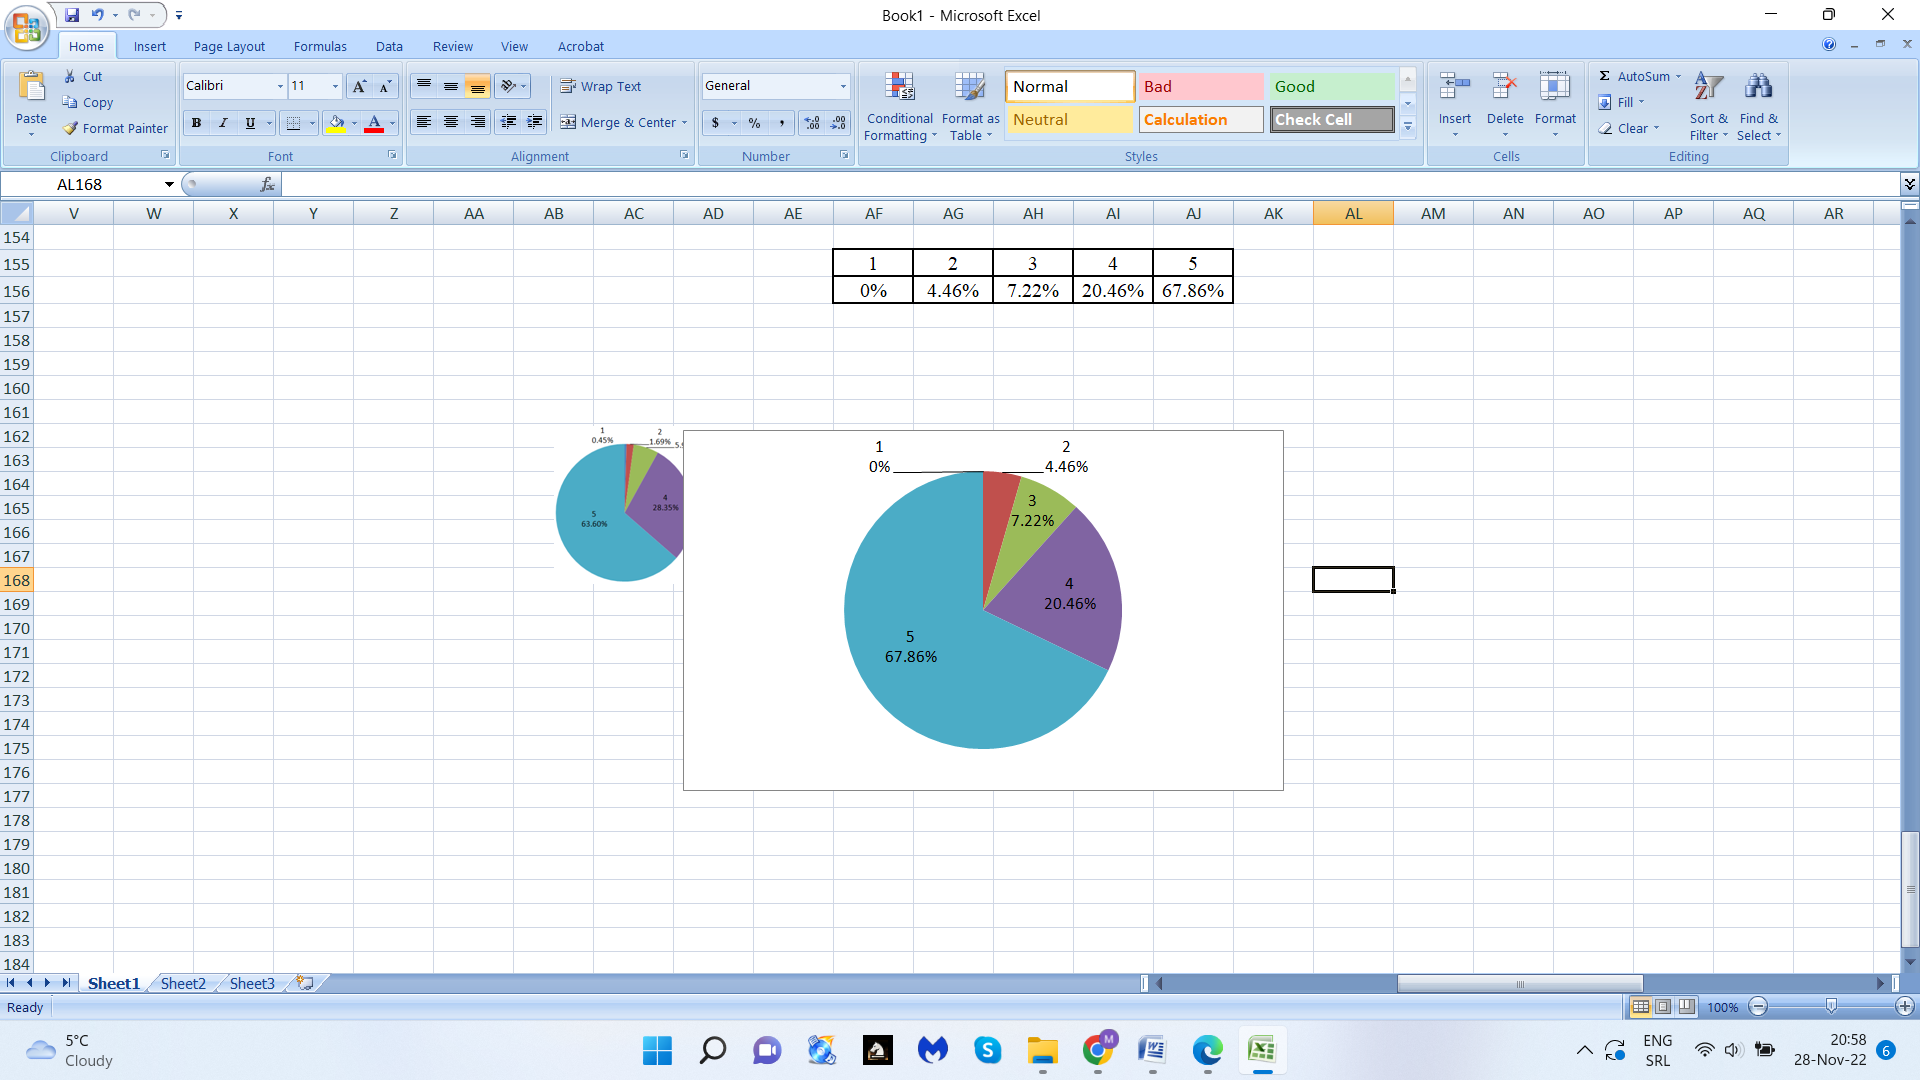 Book1 - Microsoft Excel
Home Insert Page Layout Formulas Data Review View Acrobat
Paste
Cut
Copy
Format Painter
Clipboard
Calibri 11
B I U A
Font
Wrap Text
Merge & Center
Alignment
General
$ % ,
Number
Conditional Formatting
Format as Table
Normal Bad Good
Neutral Calculation Check Cell
Styles
Insert Delete Format
Cells
Σ AutoSum
Fill
Clear
Sort & Filter
Find & Select
Editing
AL168 fx
V W X Y Z AA AB AC AD AE AF AG AH AI AJ AK AL AM AN AO AP AQ AR
154
155 1 2 3 4 5
156 0% 4.46% 7.22% 20.46% 67.86%
157
158
159
160
161
162
163
164
165
166
167
168
169
170
171
172
173
174
175
176
177
178
179
180
181
182
183
184
1
0.45%
2
1.69%
4
28.35%
5
63.60%
1
0%
2
4.46%
3
7.22%
4
20.46%
5
67.86%
Sheet1 Sheet2 Sheet3
Ready
100%
5°C
Cloudy
ENG
SRL
20:58
28-Nov-22
6